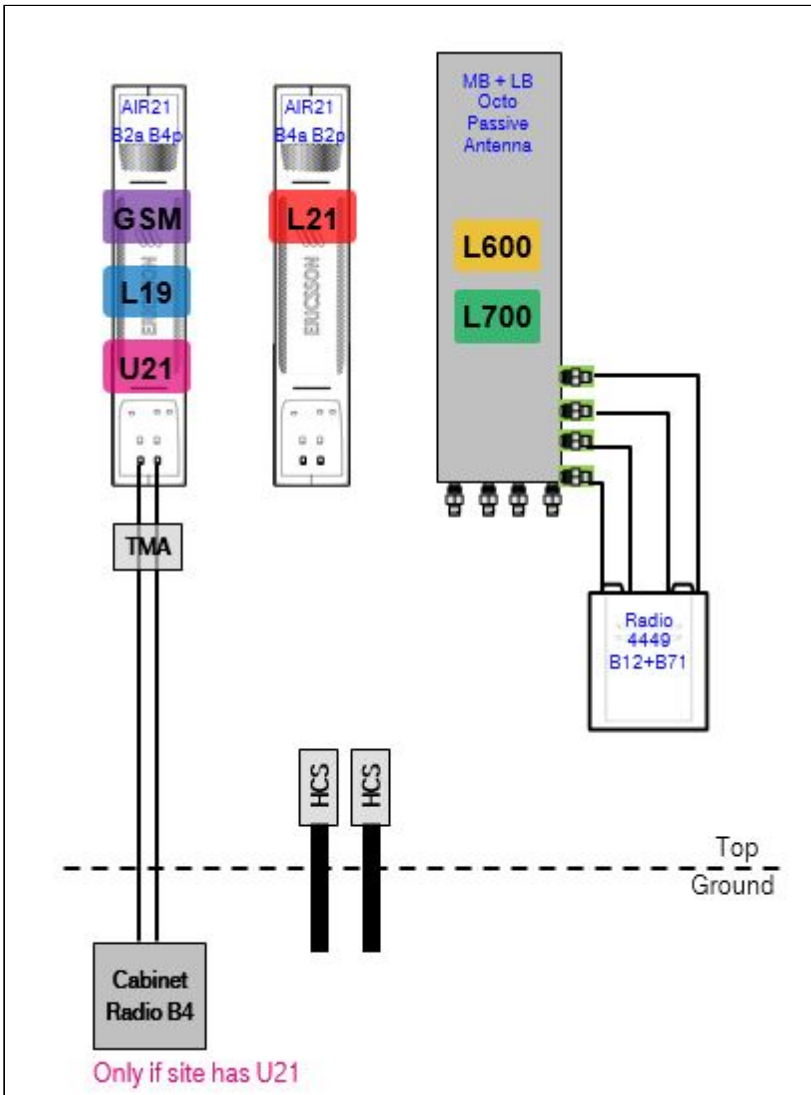 AIR21
B2a B4p
GSM
L19
U21
ERICSSON
TMA
AIR21
B4a B2p
L21
ERICSSON
MB + LB
Octo
Passive
Antenna
L600
L700
Radio
4449
B12+B71
HCS
HCS
Top
Ground
Cabinet
Radio B4
Only if site has U21